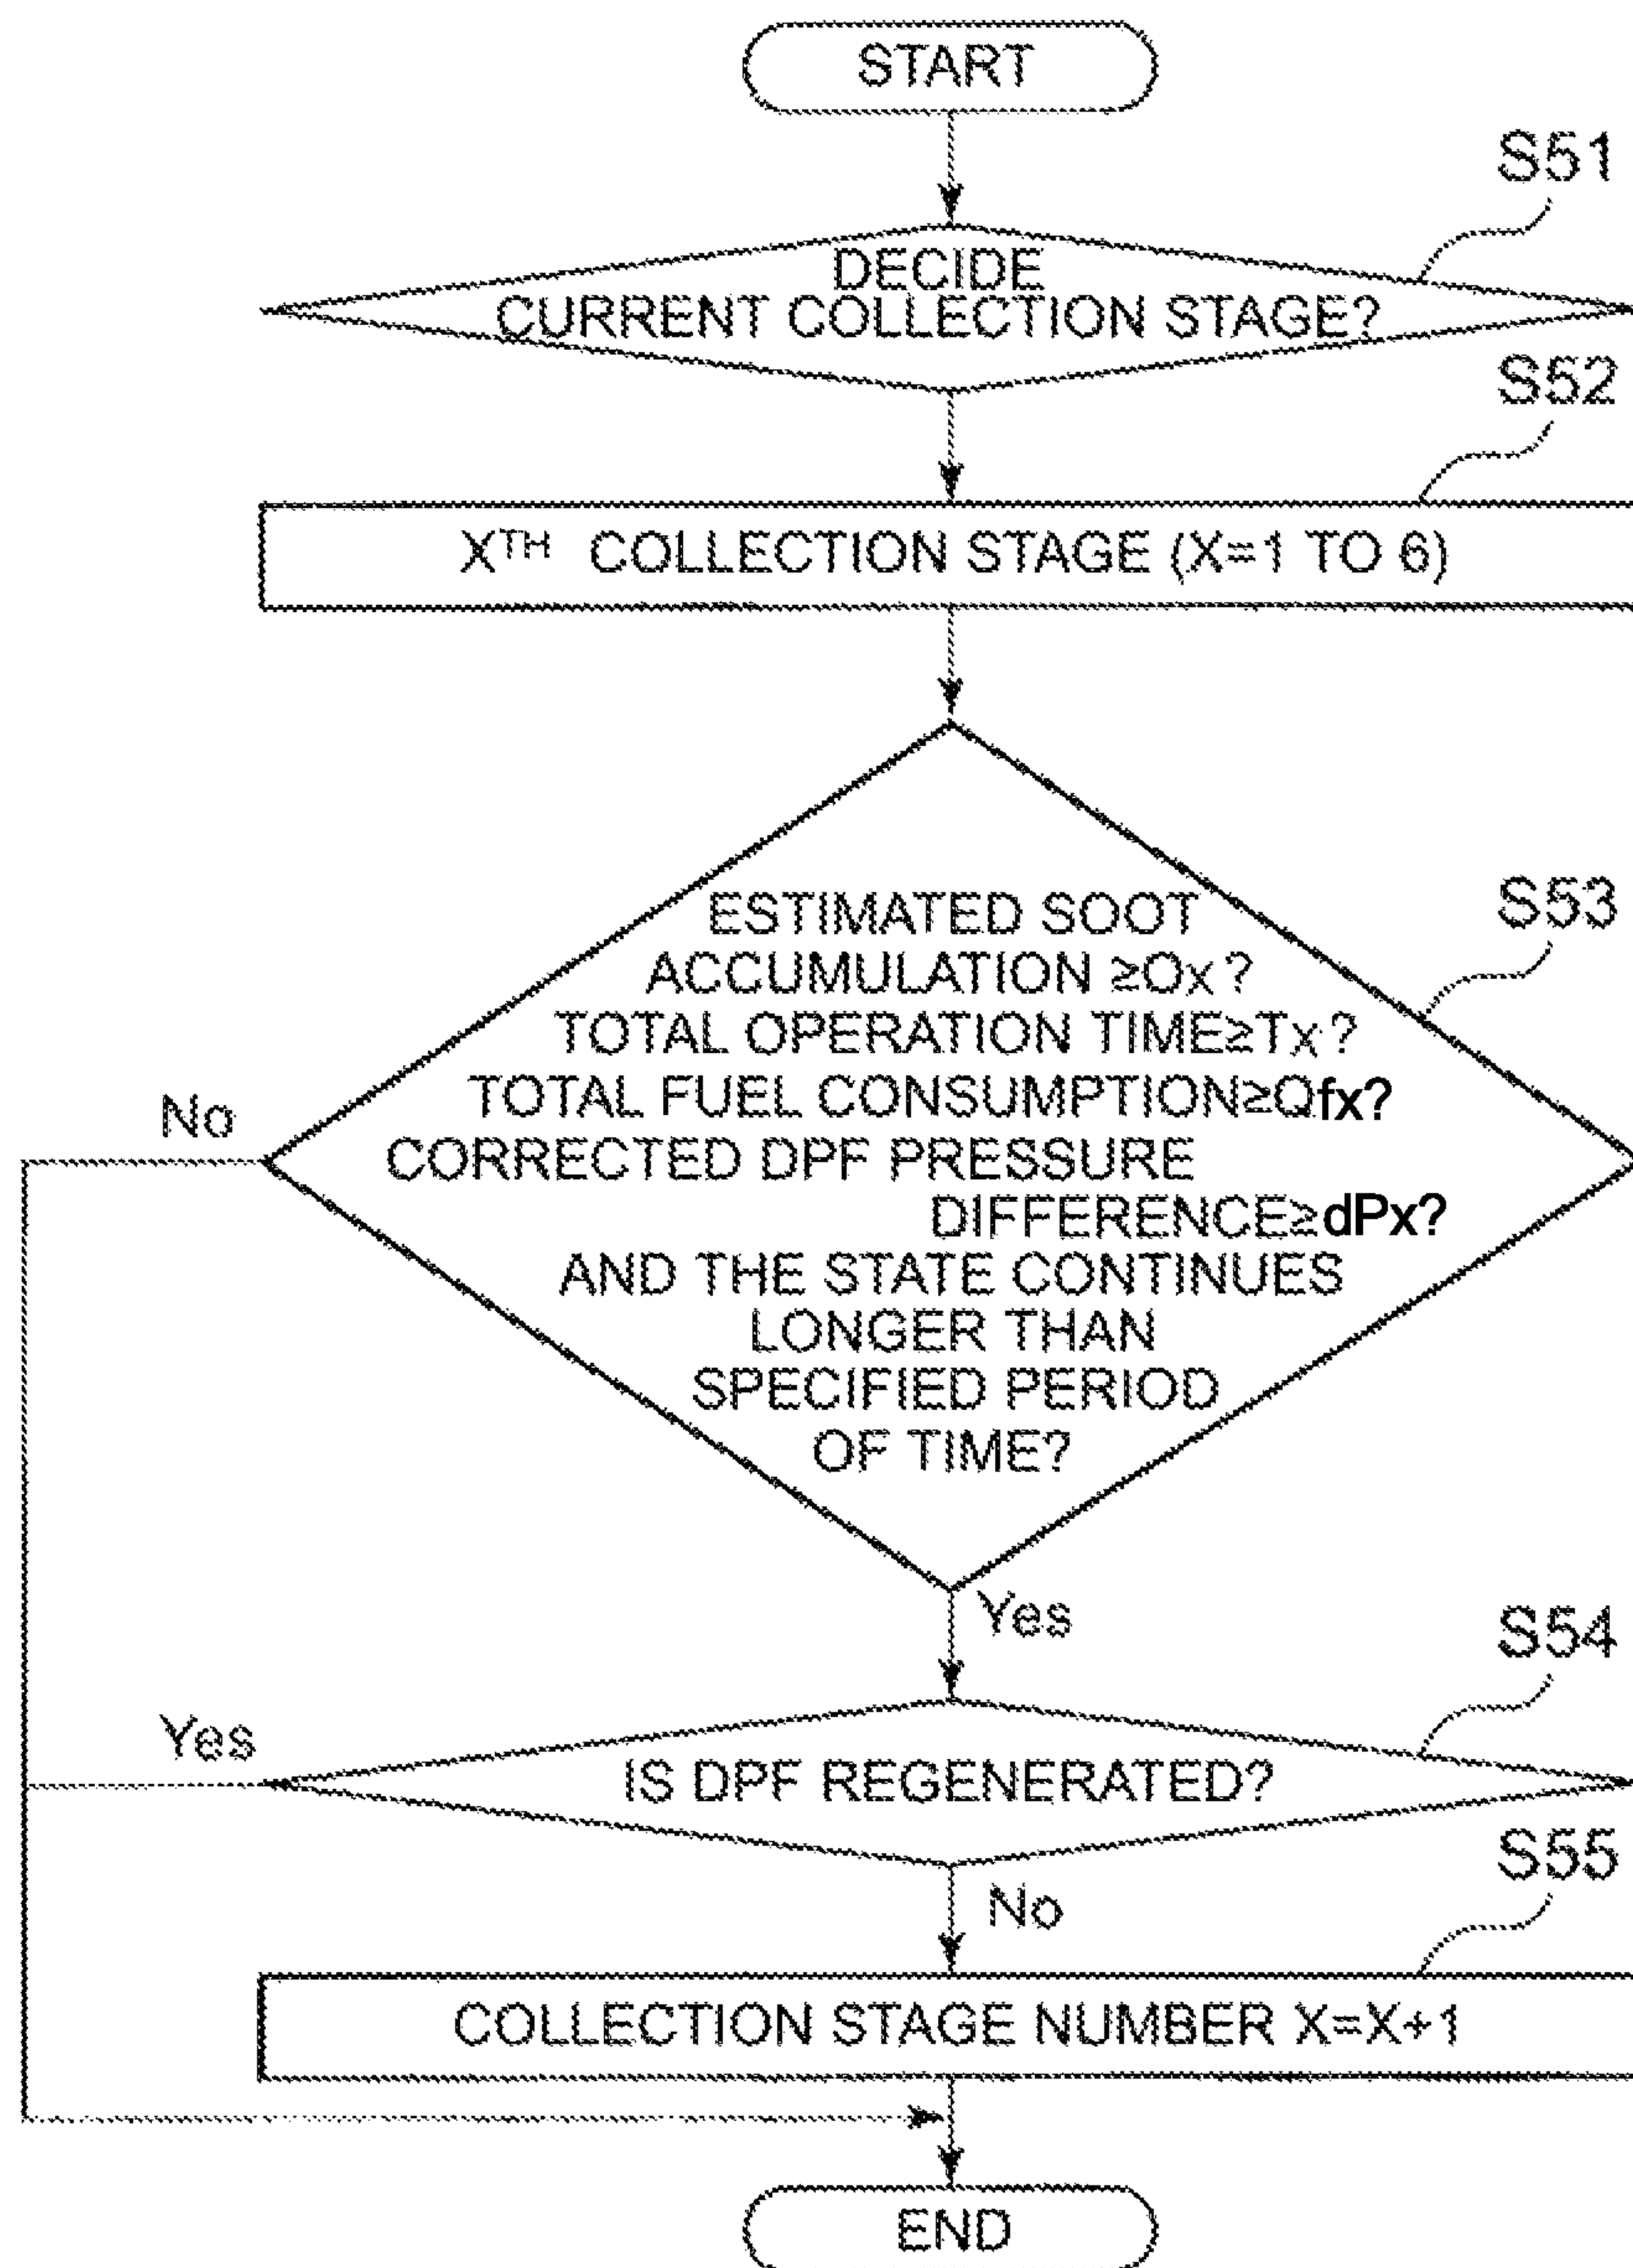 START
S51
DECIDE
CURRENT COLLECTION STAGE?
S52
XTH COLLECTION STAGE (X=1 TO 6)
S53
ESTIMATED SOOT
ACCUMULATION ≧Ox?
TOTAL OPERATION TIME≧Tx?
TOTAL FUEL CONSUMPTION≧Qfx?
No
CORRECTED DPF PRESSURE
DIFFERENCE≧dPx?
AND THE STATE CONTINUES
LONGER THAN
SPECIFIED PERIOD
OF TIME?
Yes
S54
Yes
IS DPF REGENERATED?
S55
No
COLLECTION STAGE NUMBER X=X+1
END